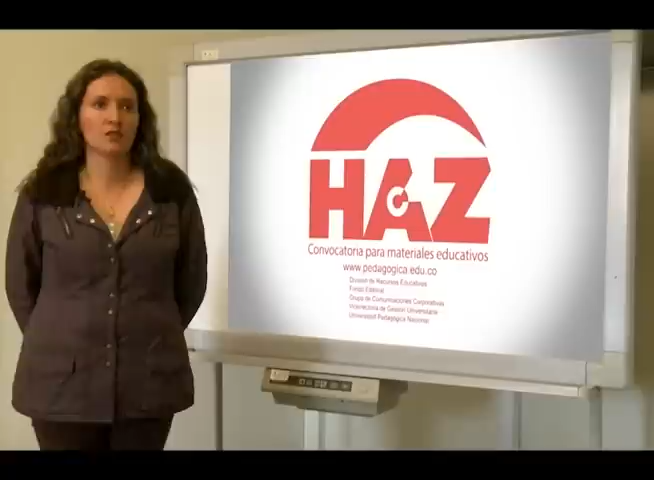 HAZ
Convocatoria para materiales educativos
www.pedagogica.edu.co
División de Recursos Educativos
Fondo Editorial
Grupo de Comunicaciones Corporativas
Vicerrectoría de Gestión Universitaria
Universidad Pedagógica Nacional